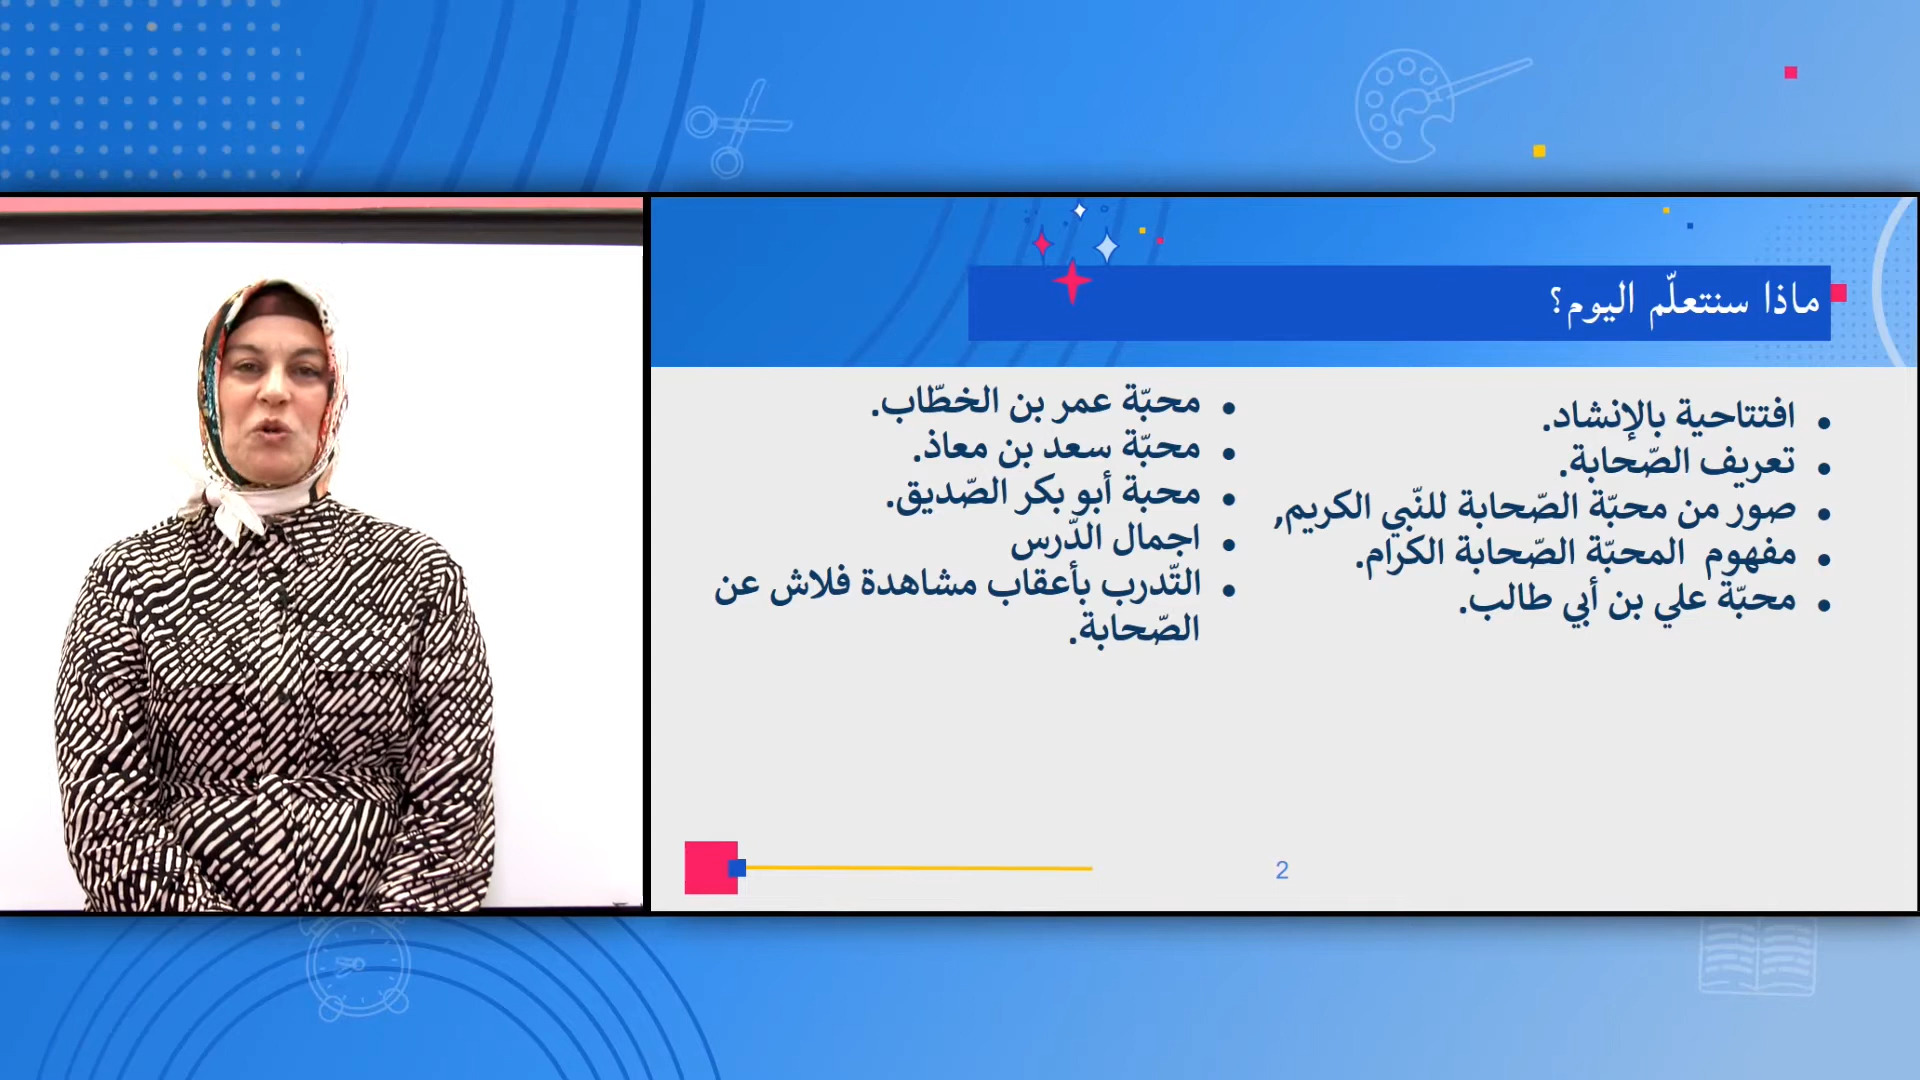 ماذا سنتعلّم اليوم؟
• افتتاحية بالإنشاد.
• تعريف الصّحابة.
• صور من محبّة الصّحابة للنّبي الكريم,
• مفهوم المحبّة الصّحابة الكرام.
• محبّة علي بن أبي طالب.
• محبّة عمر بن الخطّاب.
• محبّة سعد بن معاذ.
• محبة أبو بكر الصّديق.
• اجمال الدّرس
• التّدرب بأعقاب مشاهدة فلاش عن
الصّحابة.
2